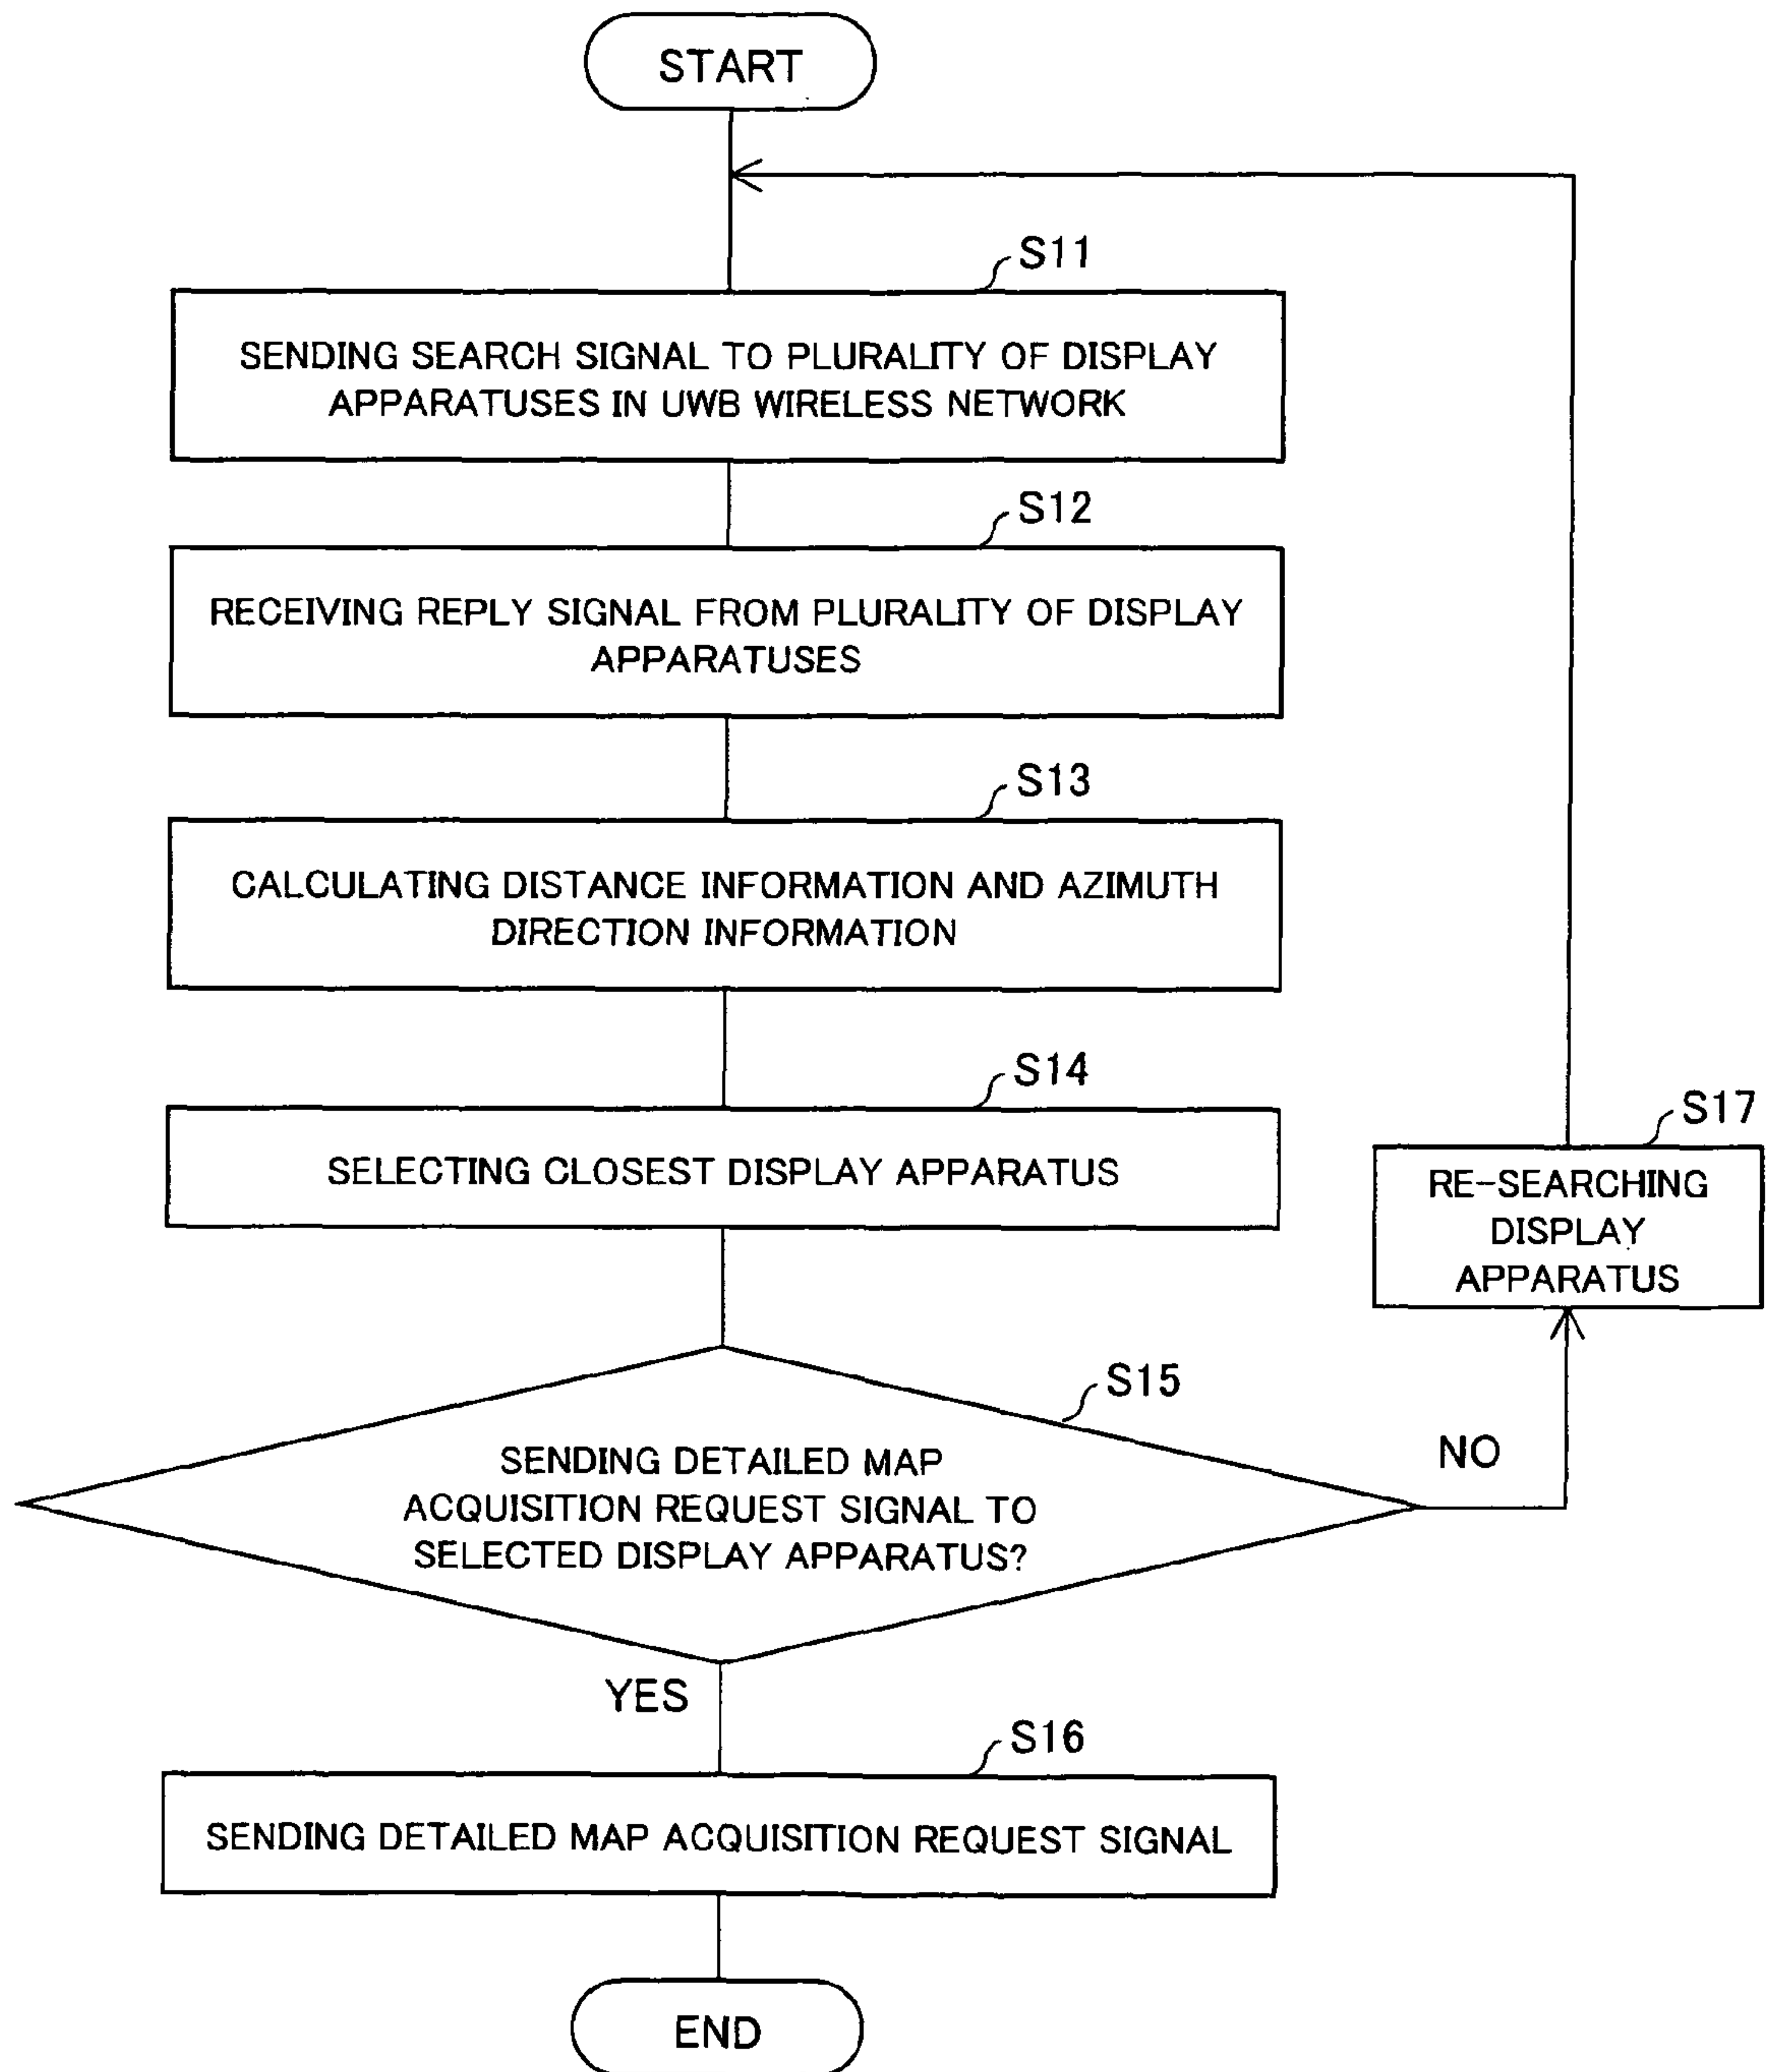 START
S11
SENDING SEARCH SIGNAL TO PLURALITY OF DISPLAY
APPARATUSES IN UWB WIRELESS NETWORK
S12
RECEIVING REPLY SIGNAL FROM PLURALITY OF DISPLAY
APPARATUSES
S13
CALCULATING DISTANCE INFORMATION AND AZIMUTH
DIRECTION INFORMATION
S14
SELECTING CLOSEST DISPLAY APPARATUS
S17
RE-SEARCHING
DISPLAY
APPARATUS
S15
SENDING DETAILED MAP
ACQUISITION REQUEST SIGNAL TO
SELECTED DISPLAY APPARATUS?
NO
YES
S16
SENDING DETAILED MAP ACQUISITION REQUEST SIGNAL
END